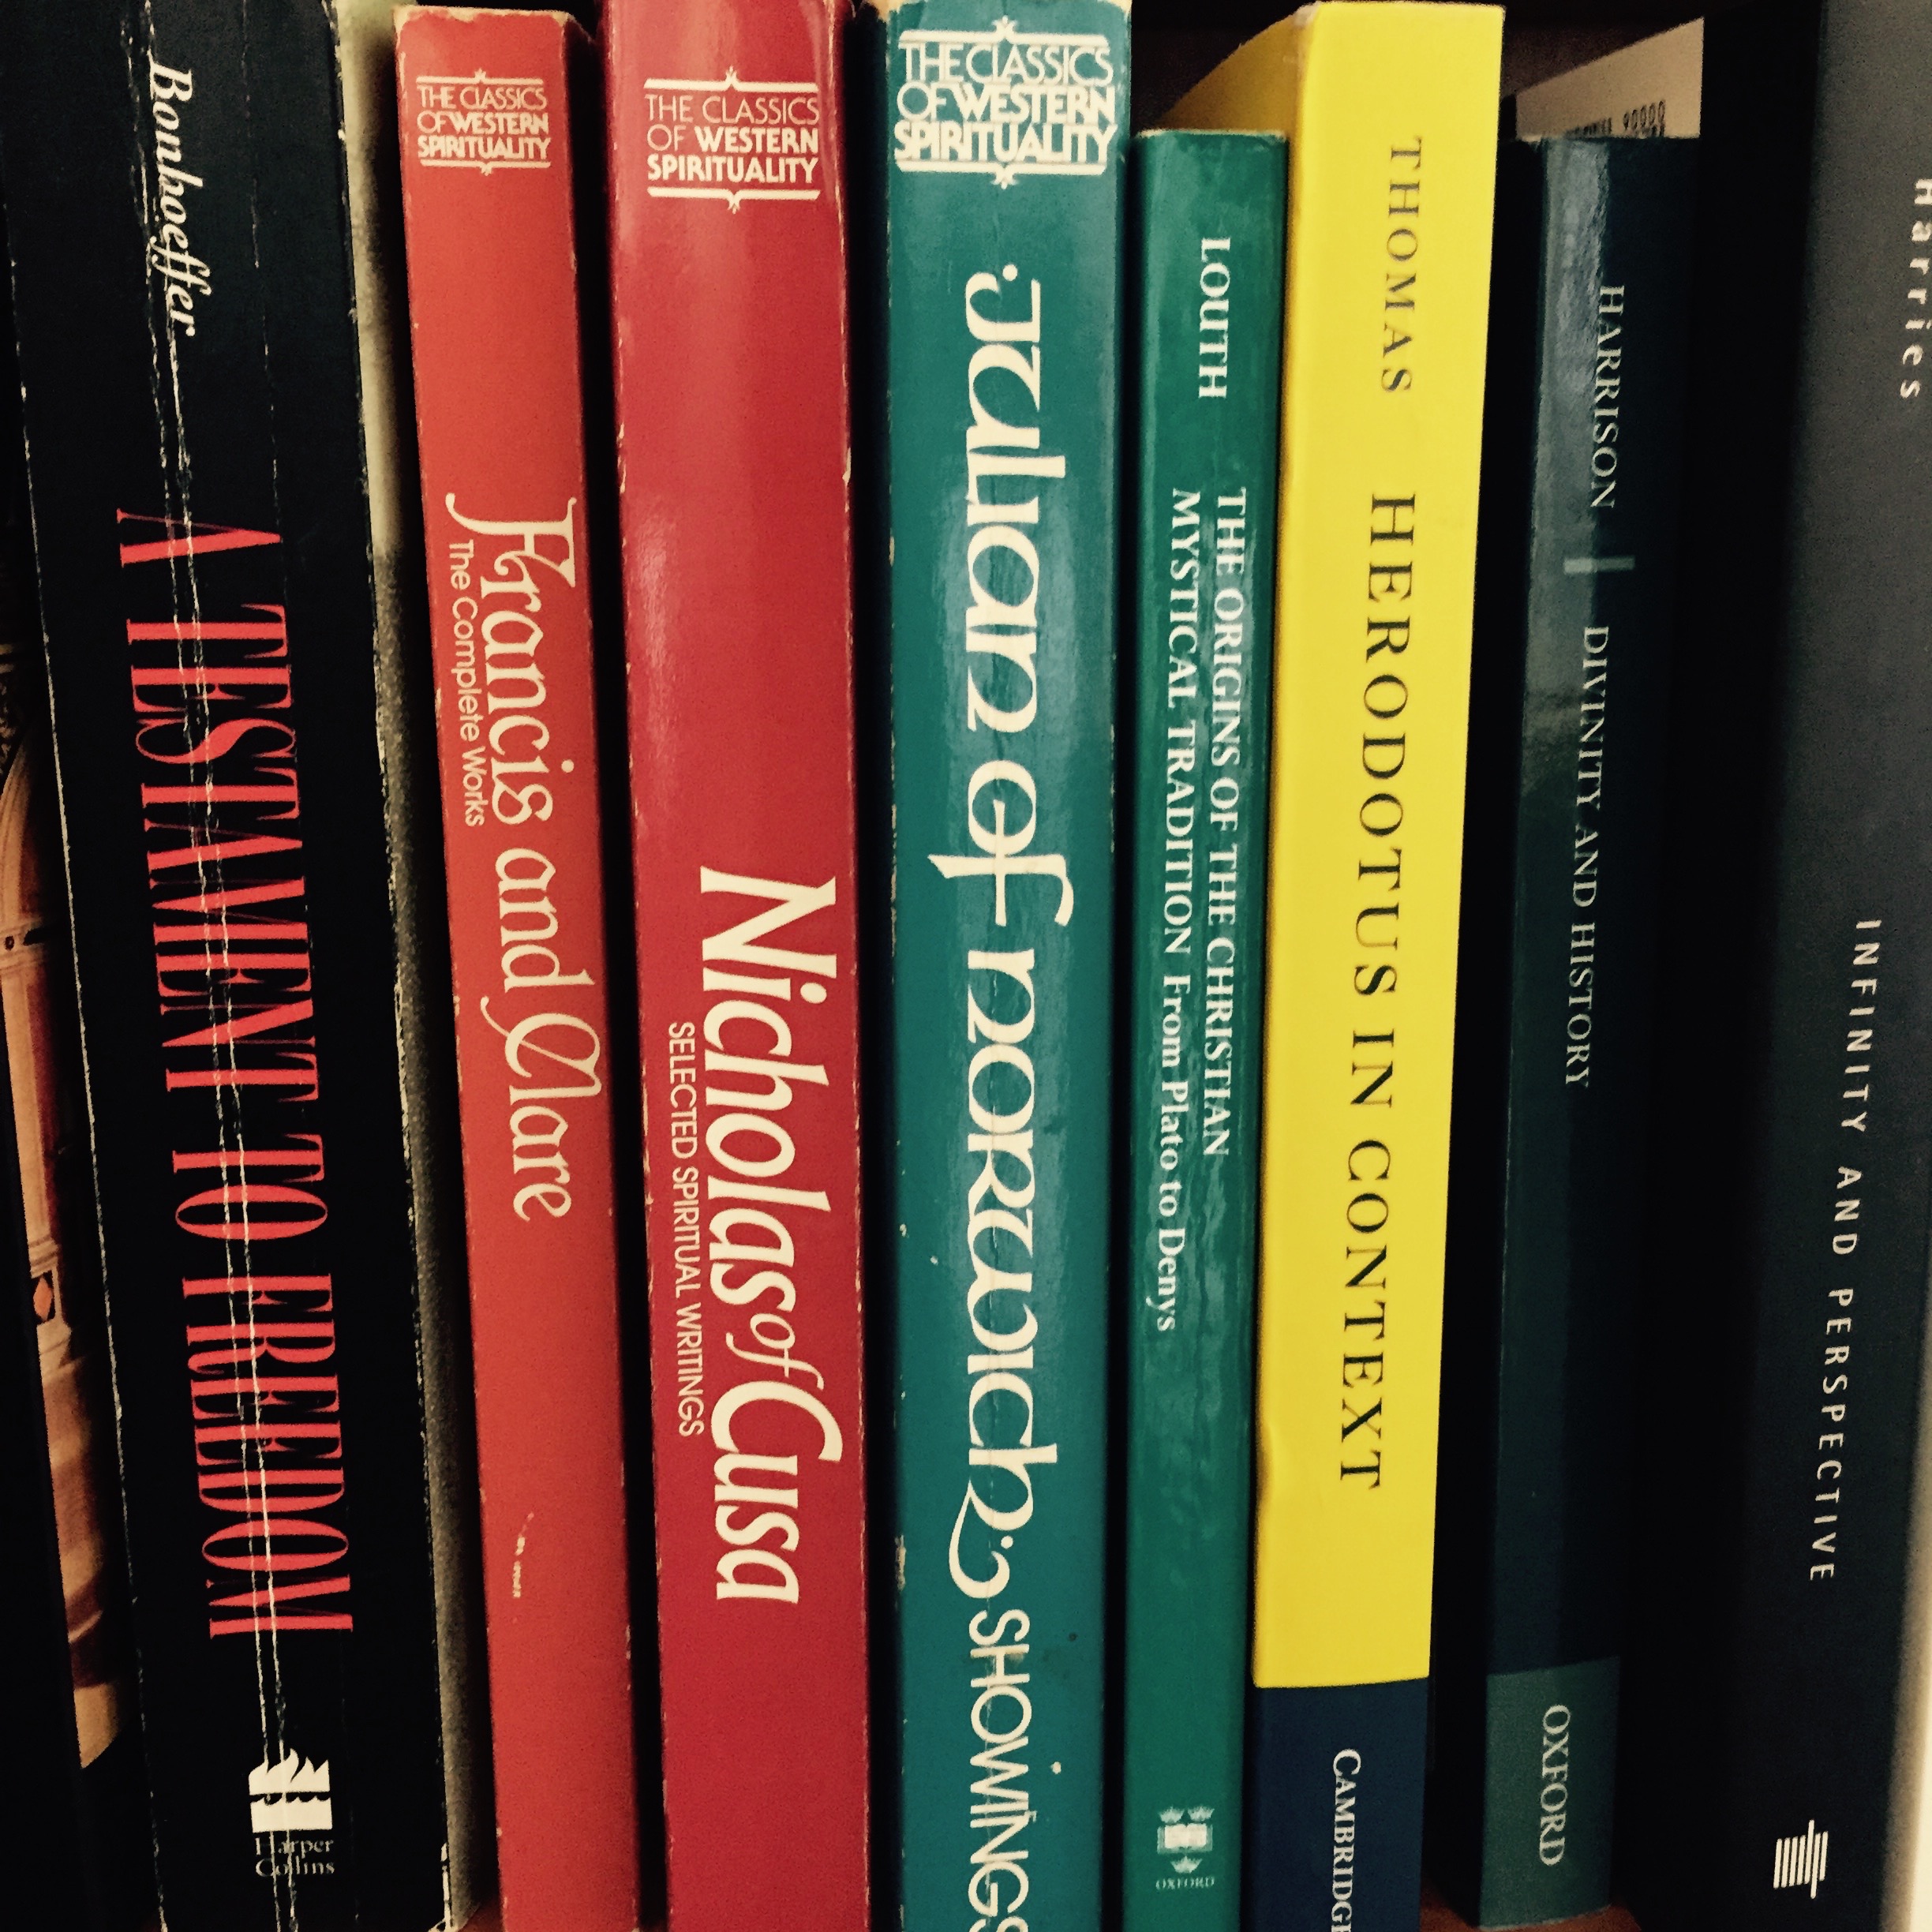 Bonhoeffer
A TESTAMENT TO FREEDOM
Harper
Collins
THE CLASSICS
OF WESTERN
SPIRITUALITY
Francis and Clare
The Complete Works
THE CLASSICS
OF WESTERN
SPIRITUALITY
Nicholas of Cusa
SELECTED SPIRITUAL WRITINGS
THE CLASSICS
OF WESTERN
SPIRITUALITY
Julian of Norwich
SHOWINGS
LOUTH
THE ORIGINS OF THE CHRISTIAN
MYSTICAL TRADITION From Plato to Denys
OXFORD
THOMAS
HERODOTUS IN CONTEXT
CAMBRIDGE
90000
HARRISON
DIVINITY AND HISTORY
OXFORD
Harries
INFINITY AND PERSPECTIVE